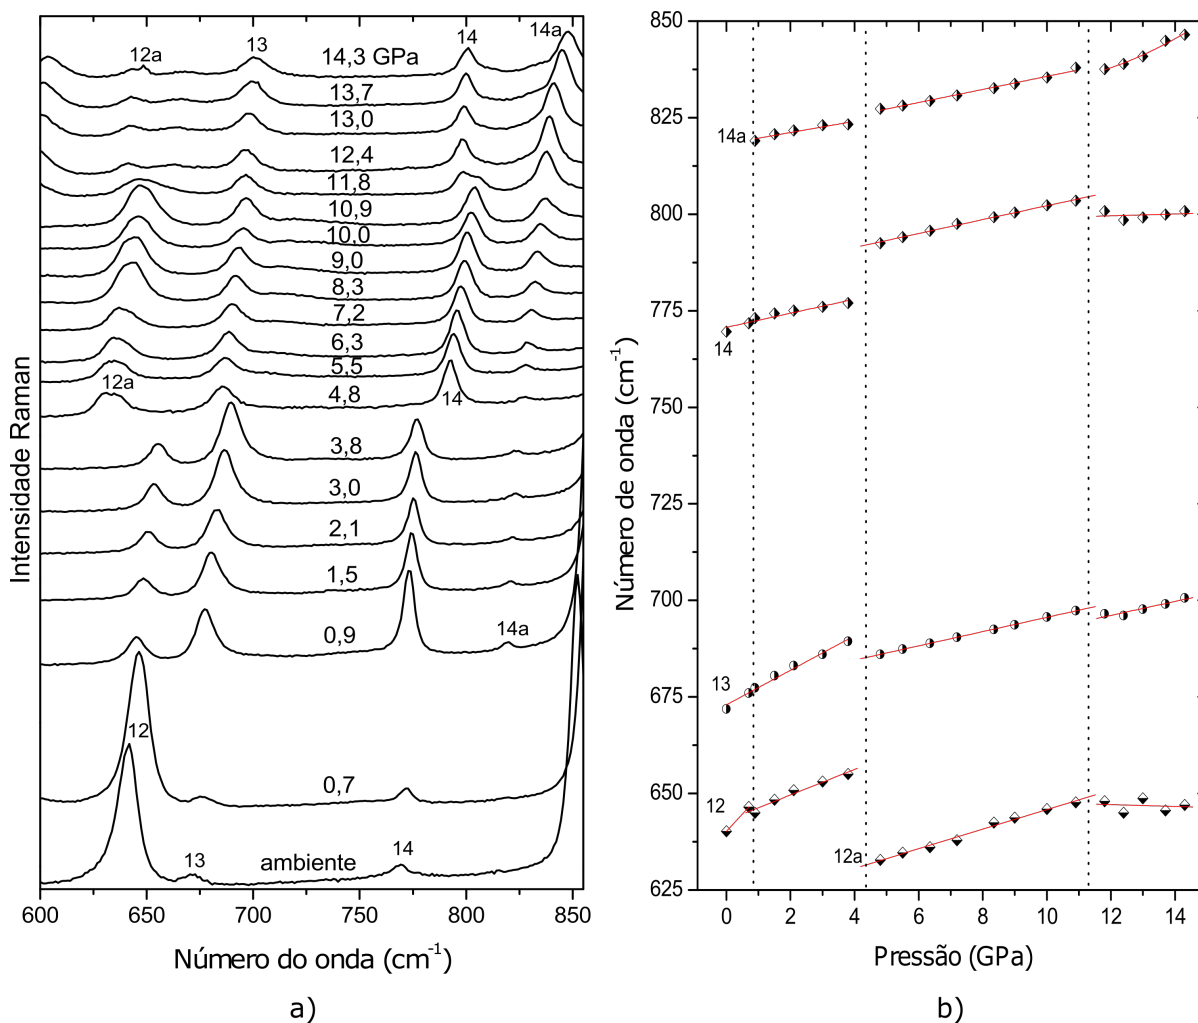 12a
13
14,3 GPa
14
14a
13,7
13,0
12,4
11,8
10,9
10,0
9,0
8,3
7,2
6,3
5,5
12a
4,8
14
3,8
3,0
2,1
1,5
0,9
14a
12
0,7
13
ambiente
14
600 650 700 750 800 850
Intensidade Raman
Número do onda (cm-1)
a)
850
825
800
775
750
725
700
675
650
625
14a
14
13
12
12a
Número de onda (cm-1)
0 2 4 6 8 10 12 14
Pressão (GPa)
b)